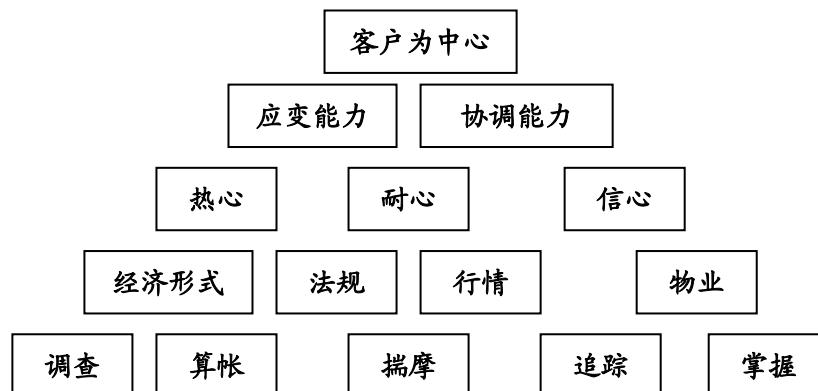 客户为中心
应变能力 协调能力
热心 耐心 信心
经济形式 法规 行情 物业
调查 算帐 揣摩 追踪 掌握